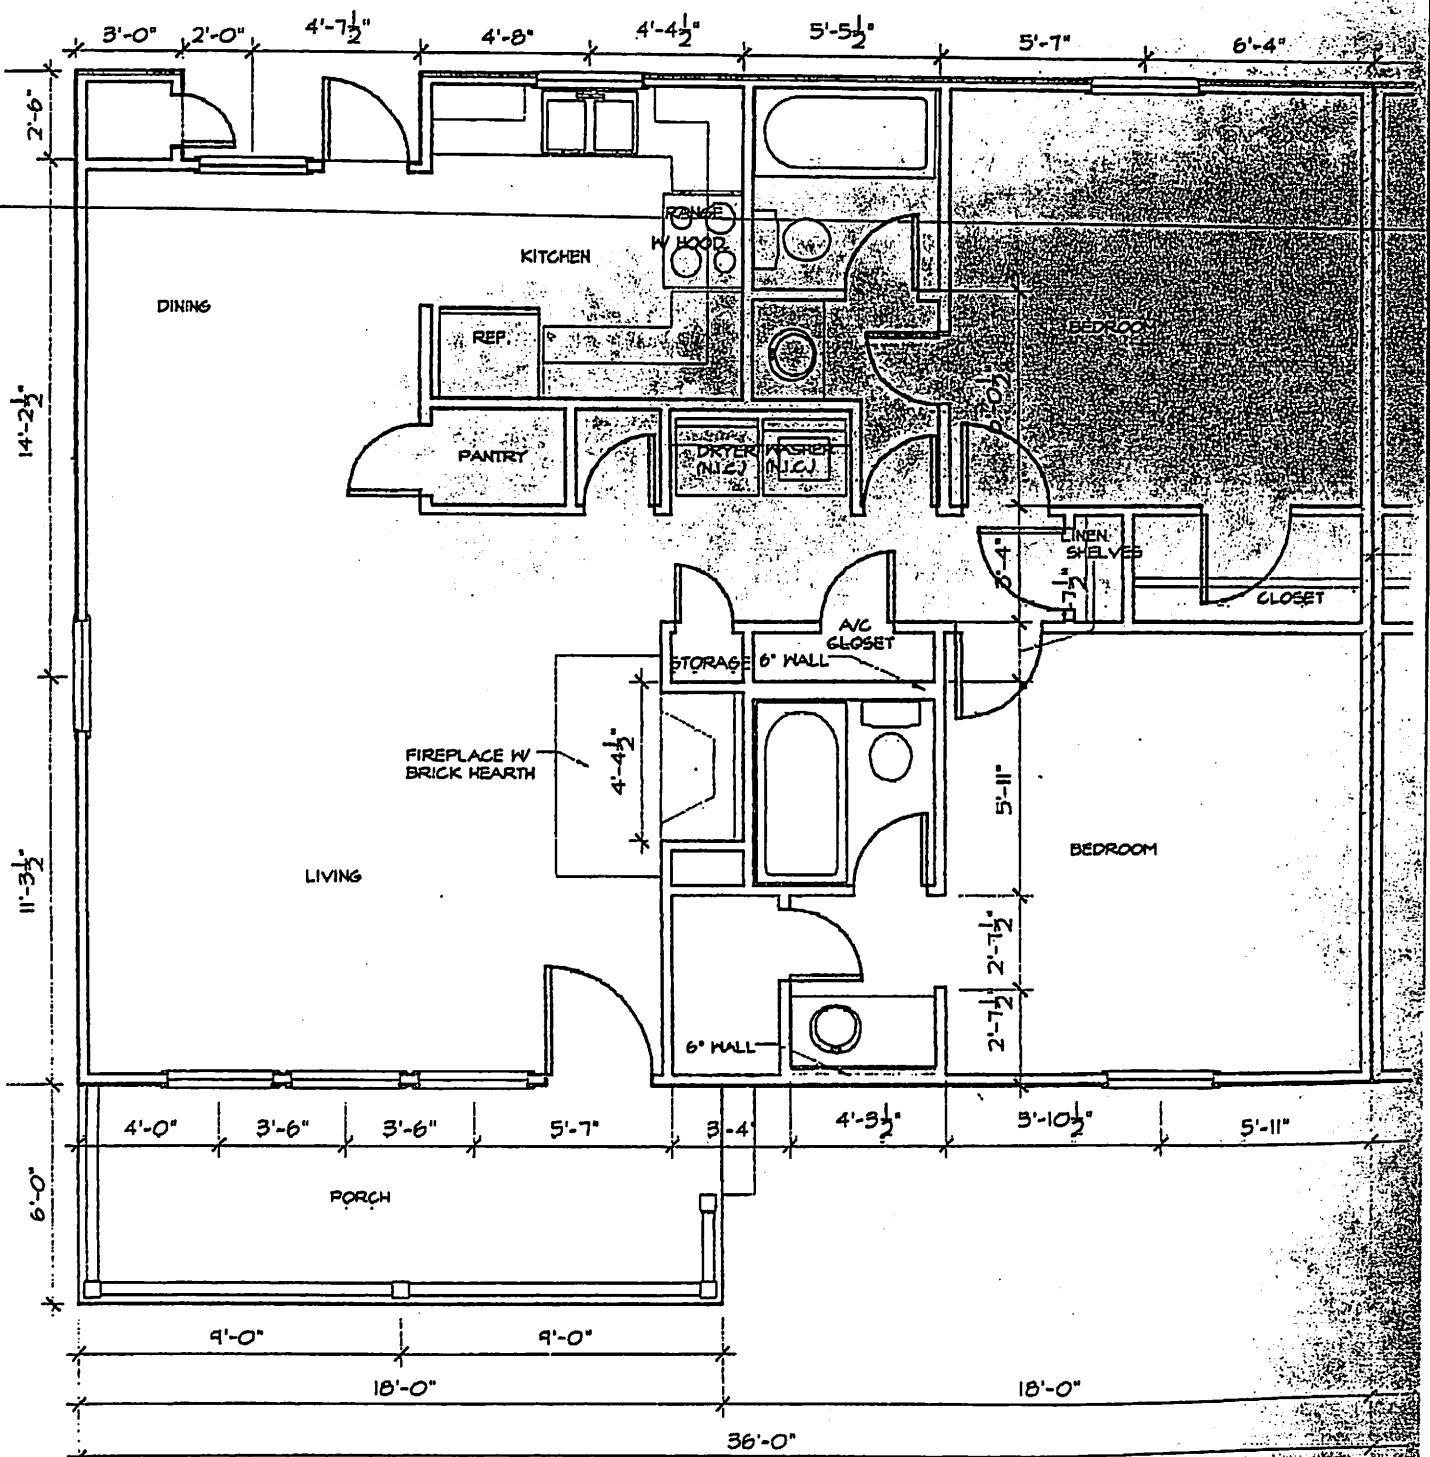 3'-0" 2'-0" 4'-7½" 4'-8" 4'-4½" 5'-5½" 5'-7" 6'-4"
2'-6"
RANGE
W/ HOOD
KITCHEN
DINING
REF.
BEDROOM
14'-2½"
PANTRY
DRYER
(N.I.C.)
WASHER
(N.I.C.)
LINEN
SHELVES
3'-4"
CLOSET
A/C
CLOSET
STORAGE
6" WALL
FIREPLACE W/
BRICK HEARTH
4'-4½"
5'-11"
BEDROOM
11'-3½"
LIVING
2'-7½"
2'-7½"
6" WALL
4'-0" 3'-6" 3'-6" 5'-7" 3'-4" 4'-3½" 5'-10½" 5'-11"
6'-0"
PORCH
9'-0" 9'-0"
18'-0" 18'-0"
36'-0"